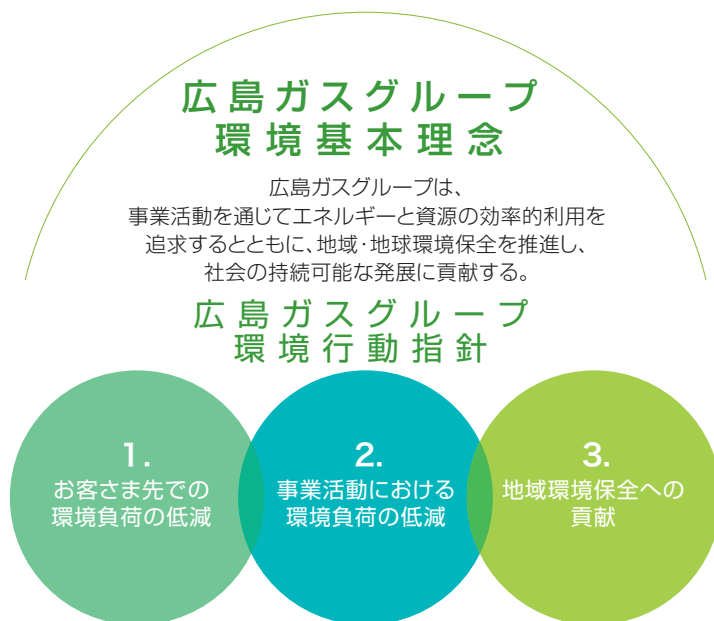 広島ガスグループ
環境基本理念
広島ガスグループは、
事業活動を通じてエネルギーと資源の効率的利用を
追求するとともに、地域・地球環境保全を推進し、
社会の持続可能な発展に貢献する。
広島ガスグループ
環境行動指針
1.
お客さま先での
環境負荷の低減
2.
事業活動における
環境負荷の低減
3.
地域環境保全への
貢献